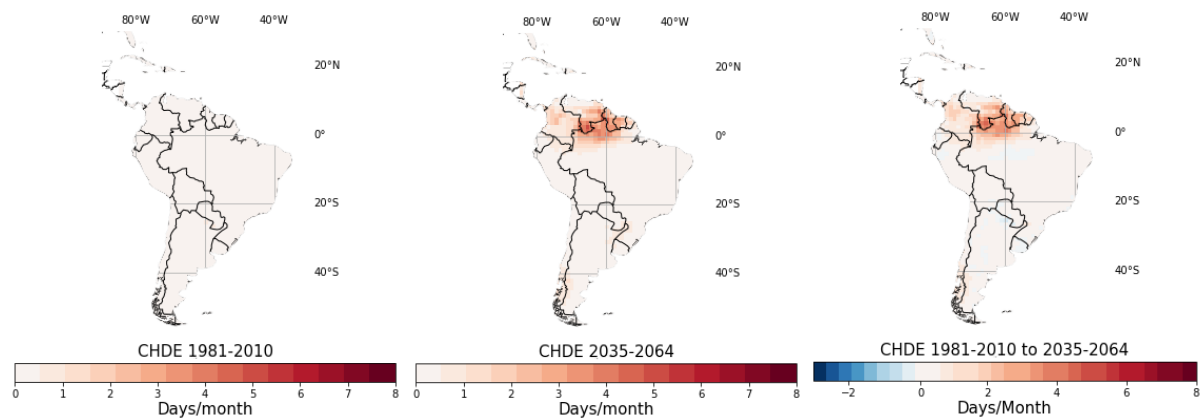 80°W 60°W 40°W
20°N
0°
20°S
40°S
CHDE 1981-2010
0 1 2 3 4 5 6 7 8
Days/month
80°W 60°W 40°W
20°N
0°
20°S
40°S
CHDE 2035-2064
0 1 2 3 4 5 6 7 8
Days/month
80°W 60°W 40°W
20°N
0°
20°S
40°S
CHDE 1981-2010 to 2035-2064
−2 0 2 4 6 8
Days/Month